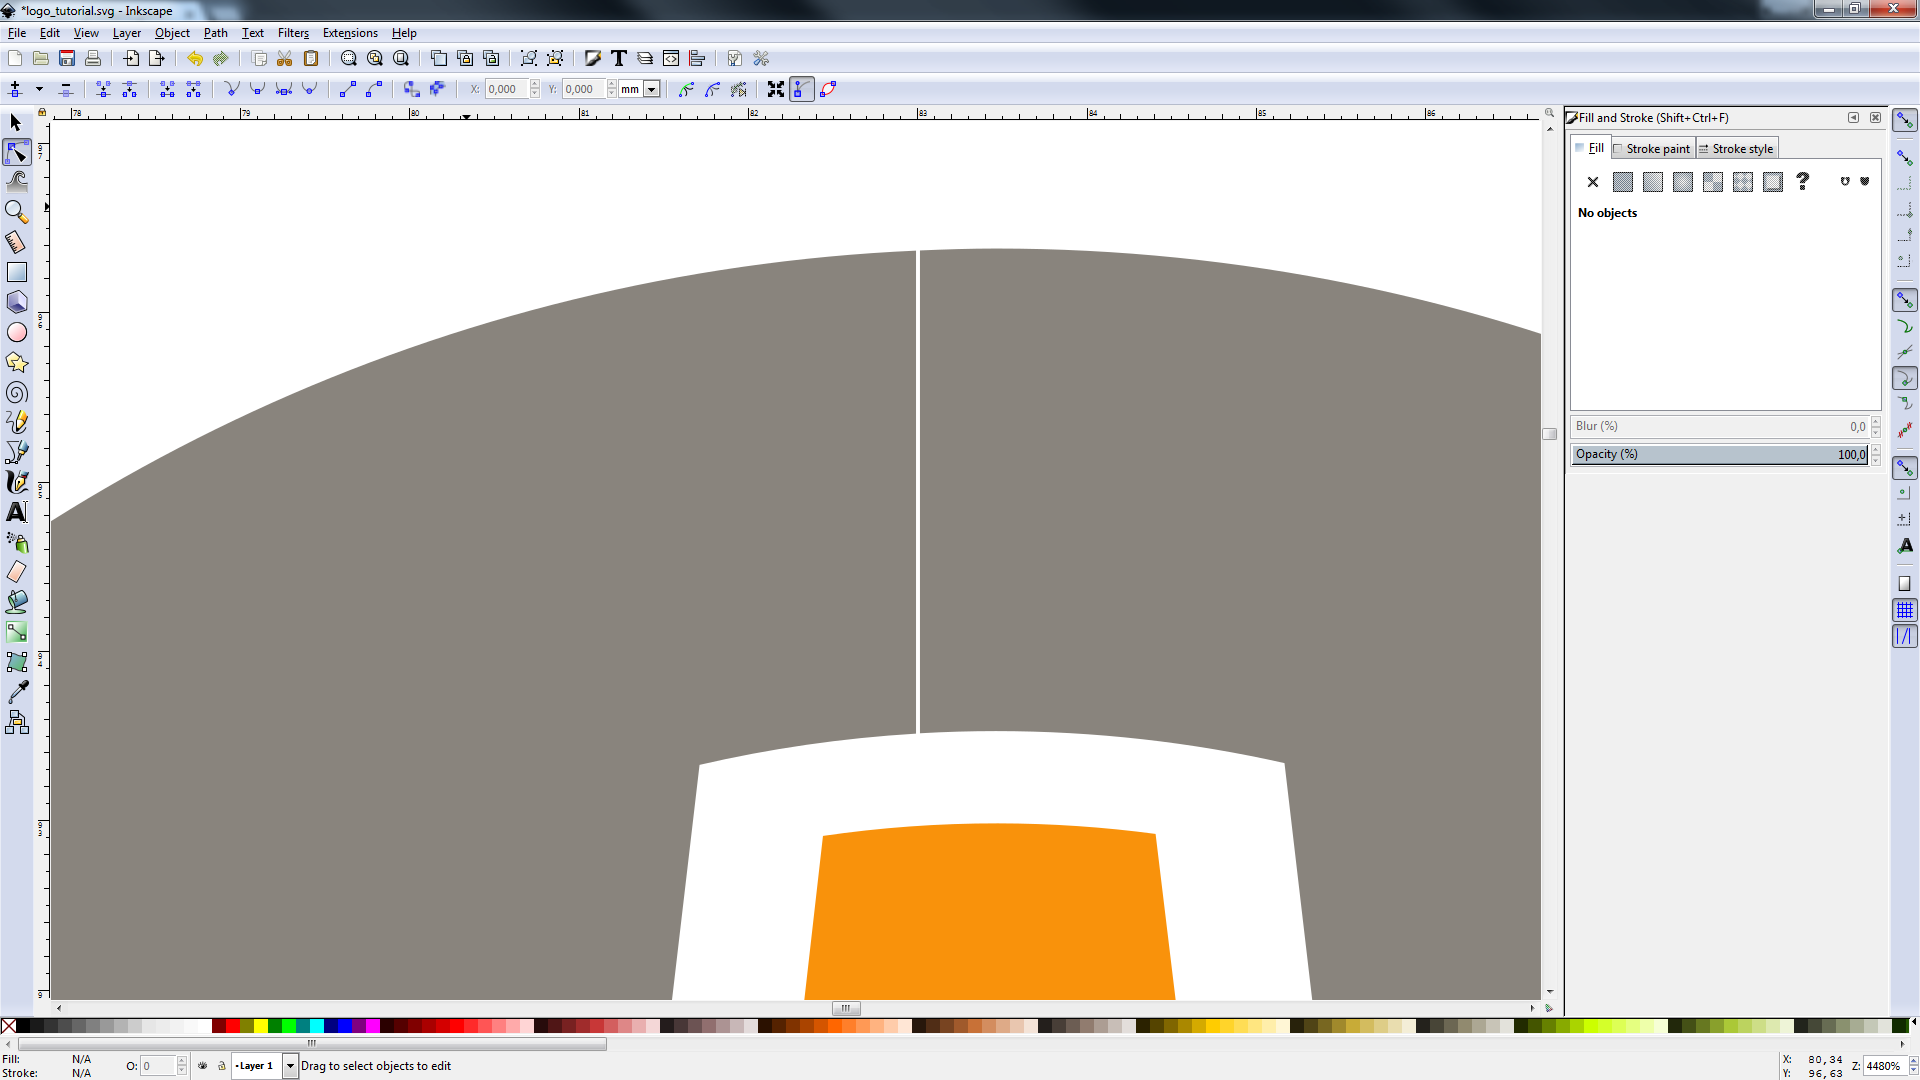 *logo_tutorial.svg - Inkscape
File Edit View Layer Object Path Text Filters Extensions Help
X: 0,000 Y: 0,000 mm
78 79 80 81 82 83 84 85 86
Fill and Stroke (Shift+Ctrl+F)
Fill Stroke paint Stroke style
No objects
Blur (%) 0,0
Opacity (%) 100,0
Fill: N/A O: 0 Layer 1 Drag to select objects to edit X: 80,34 Z: 4480%
Stroke: N/A Y: 96,63